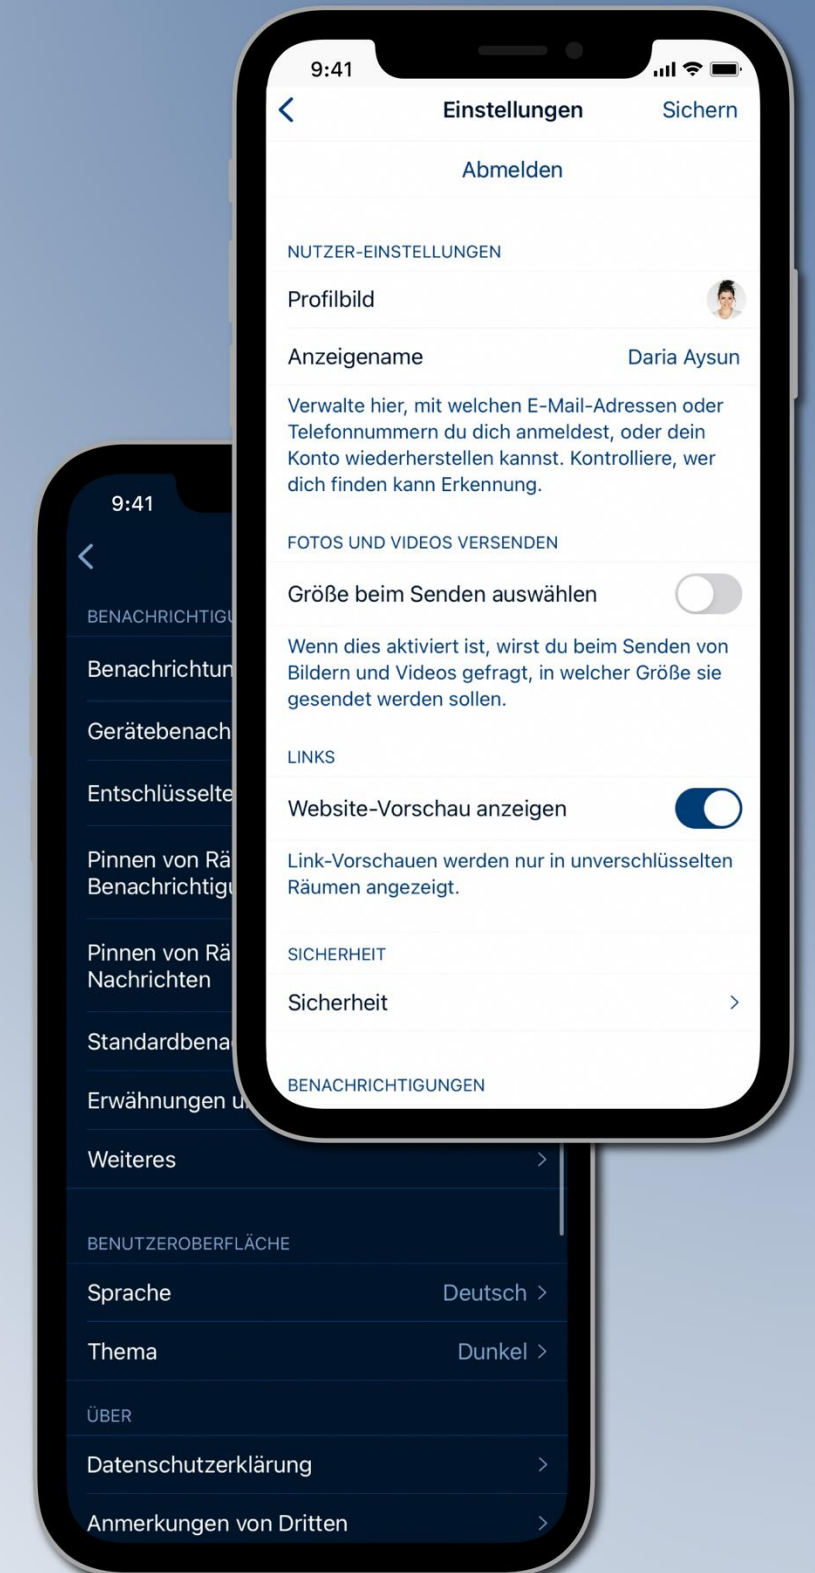 9:41
Einstellungen
Sichern
Abmelden
NUTZER-EINSTELLUNGEN
Profilbild
Anzeigename
Daria Aysun
Verwalte hier, mit welchen E-Mail-Adressen oder
Telefonnummern du dich anmeldest, oder dein
Konto wiederherstellen kannst. Kontrolliere, wer
dich finden kann Erkennung.
FOTOS UND VIDEOS VERSENDEN
Größe beim Senden auswählen
Wenn dies aktiviert ist, wirst du beim Senden von
Bildern und Videos gefragt, in welcher Größe sie
gesendet werden sollen.
LINKS
Website-Vorschau anzeigen
Link-Vorschauen werden nur in unverschlüsselten
Räumen angezeigt.
SICHERHEIT
Sicherheit
BENACHRICHTIGUNGEN
9:41
BENACHRICHTIGU
Benachrichtun
Gerätebenach
Entschlüsselte
Pinnen von Rä
Benachrichtigu
Pinnen von Rä
Nachrichten
Standardbena
Erwähnungen u
Weiteres
BENUTZEROBERFLÄCHE
Sprache
Deutsch
Thema
Dunkel
ÜBER
Datenschutzerklärung
Anmerkungen von Dritten